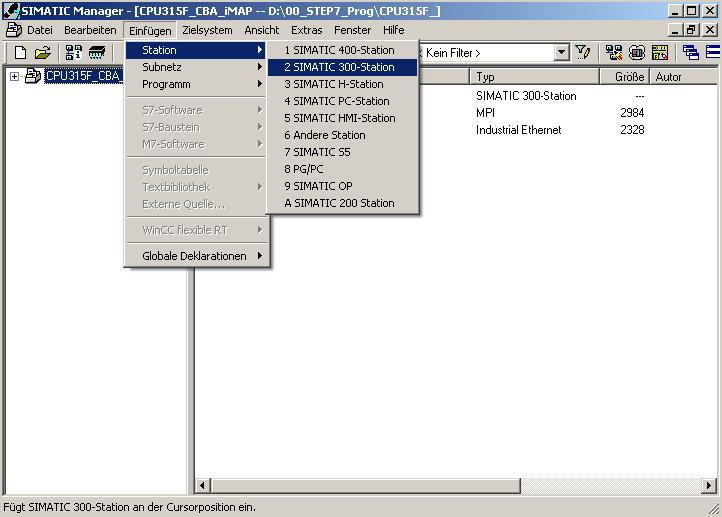 SIMATIC Manager - [CPU315F_CBA_iMAP -- D:\00_STEP7_Prog\CPU315F_]
Datei Bearbeiten Einfügen Zielsystem Ansicht Extras Fenster Hilfe
Kein Filter >
CPU315F_CBA_
Station
Subnetz
Programm
S7-Software
S7-Baustein
M7-Software
Symboltabelle
Textbibliothek
Externe Quelle...
WinCC flexible RT
Globale Deklarationen
1 SIMATIC 400-Station
2 SIMATIC 300-Station
3 SIMATIC H-Station
4 SIMATIC PC-Station
5 SIMATIC HMI-Station
6 Andere Station
7 SIMATIC S5
8 PG/PC
9 SIMATIC OP
A SIMATIC 200 Station
Typ Größe Autor
SIMATIC 300-Station ---
MPI 2984
Industrial Ethernet 2328
Fügt SIMATIC 300-Station an der Cursorposition ein.